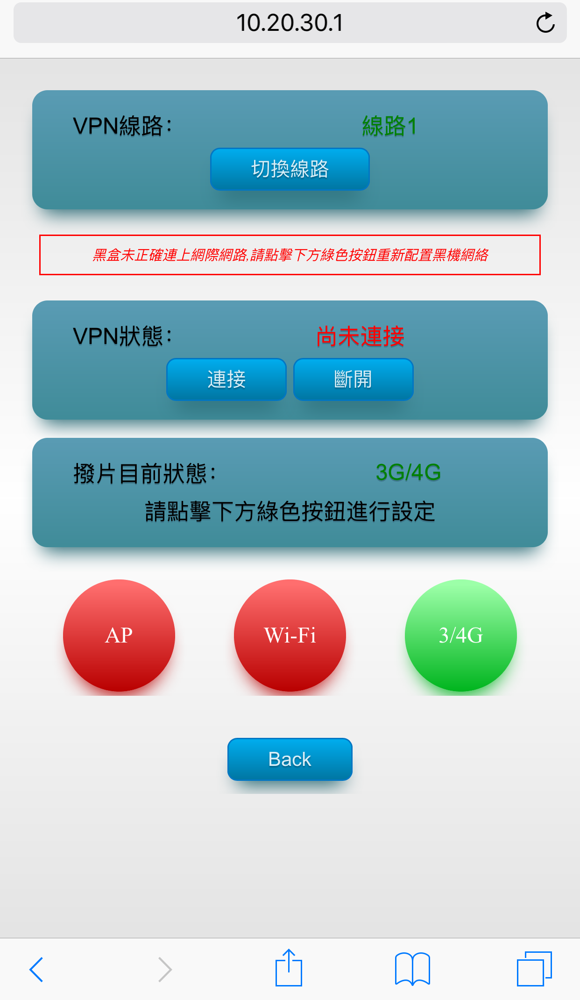 10.20.30.1
VPN線路：
線路1
切換線路
黑盒未正確連上網際網路,請點擊下方綠色按鈕重新配置黑機網絡
VPN狀態：
尚未連接
連接
斷開
撥片目前狀態：
3G/4G
請點擊下方綠色按鈕進行設定
AP
Wi-Fi
3/4G
Back